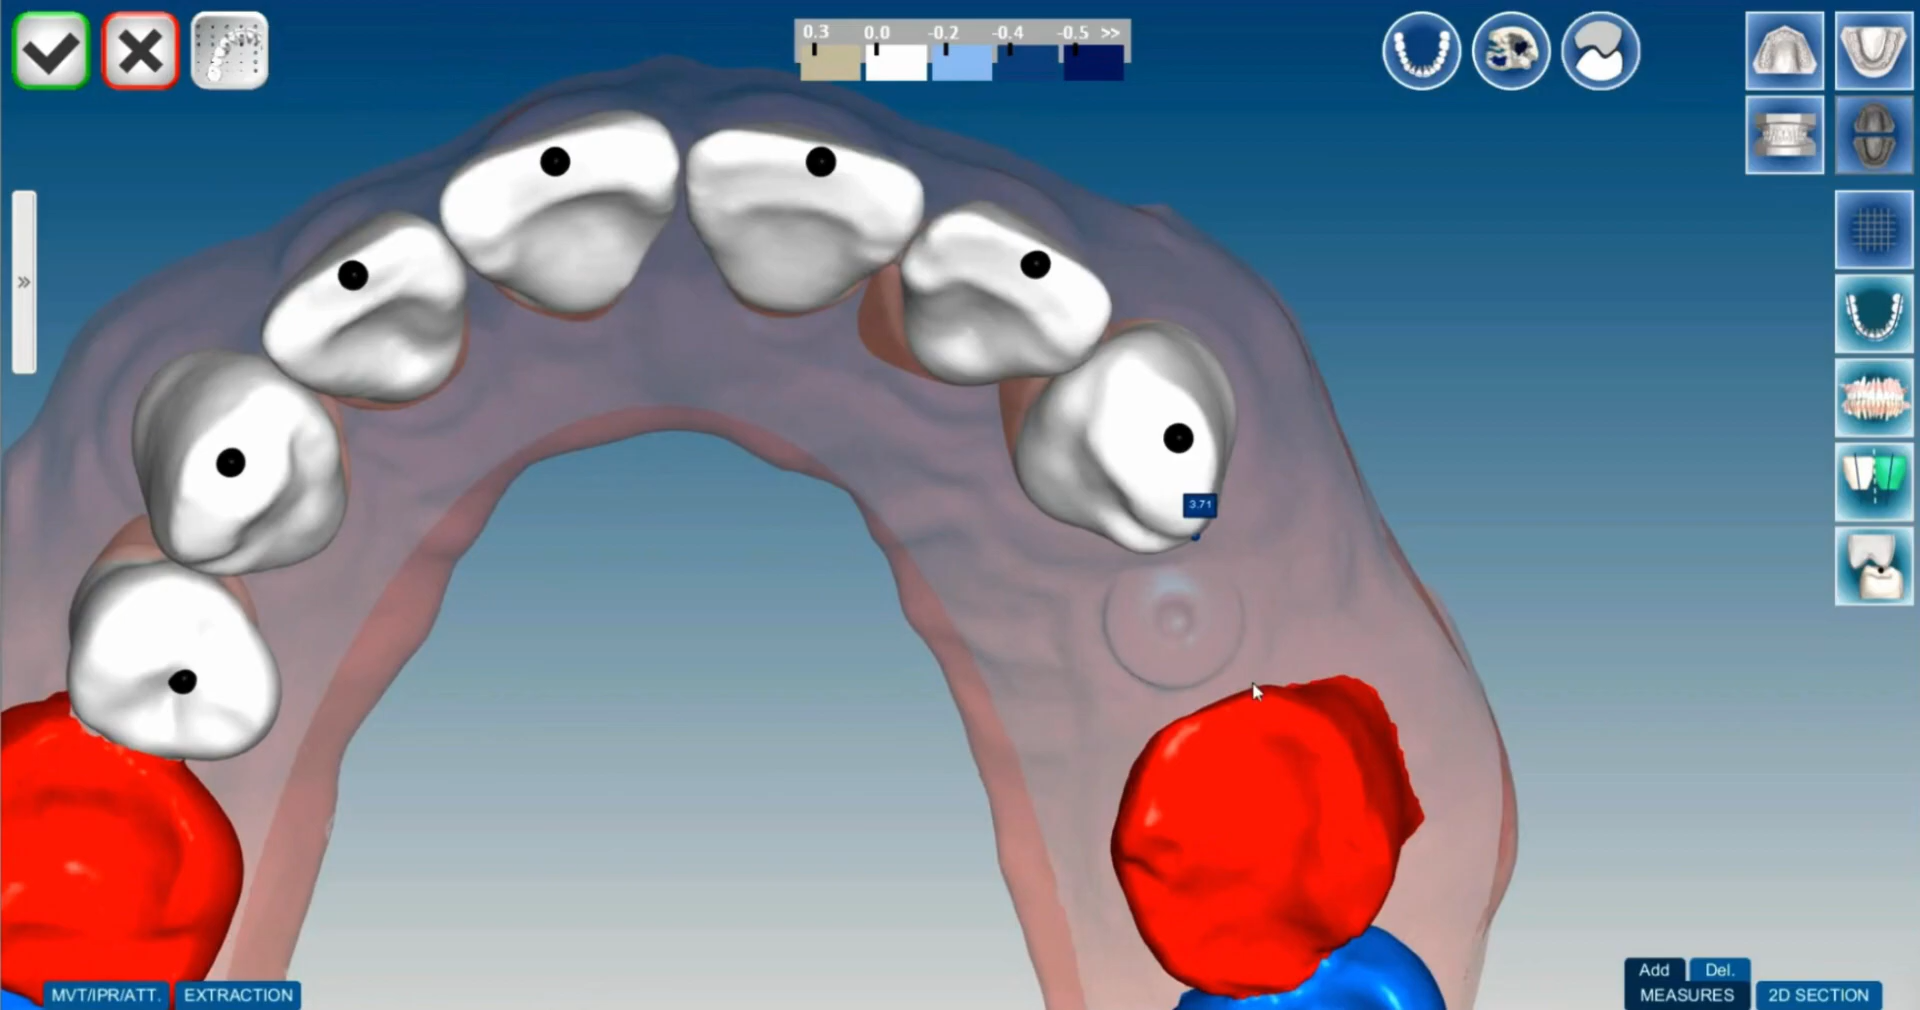 0.3 0.0 -0.2 -0.4 -0.5 >>
»
3.71
MVT/IPR/ATT. EXTRACTION
Add Del.
MEASURES 2D SECTION